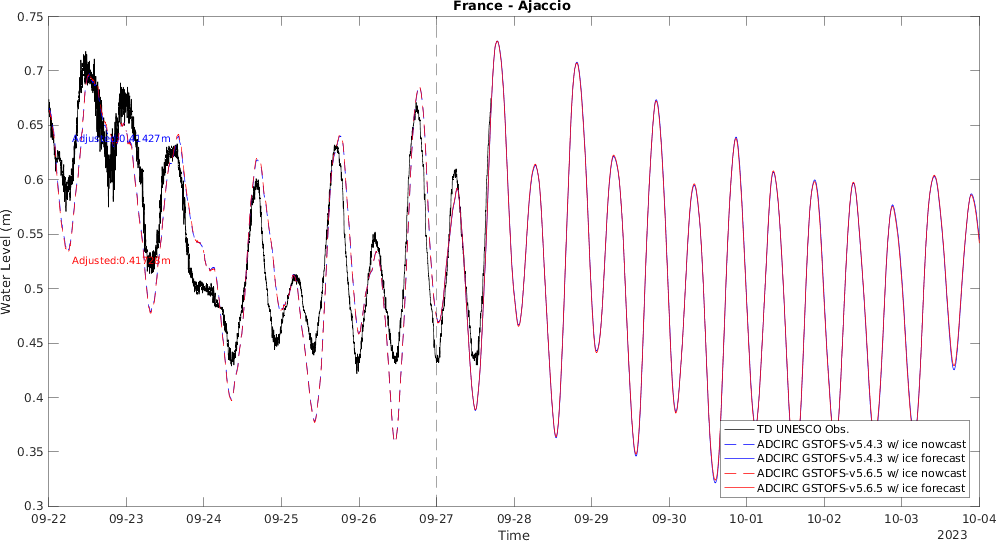 France - Ajaccio
0.75
0.7
0.65
0.6
0.55
0.5
0.45
0.4
0.35
0.3
Water Level (m)
Adjusted:0.41427m
TD UNESCO Obs.
ADCIRC GSTOFS-v5.4.3 w/ ice nowcast
ADCIRC GSTOFS-v5.4.3 w/ ice forecast
ADCIRC GSTOFS-v5.6.5 w/ ice nowcast
ADCIRC GSTOFS-v5.6.5 w/ ice forecast
09-22 09-23 09-24 09-25 09-26 09-27 09-28 09-29 09-30 10-01 10-02 10-03 10-04
Time
2023